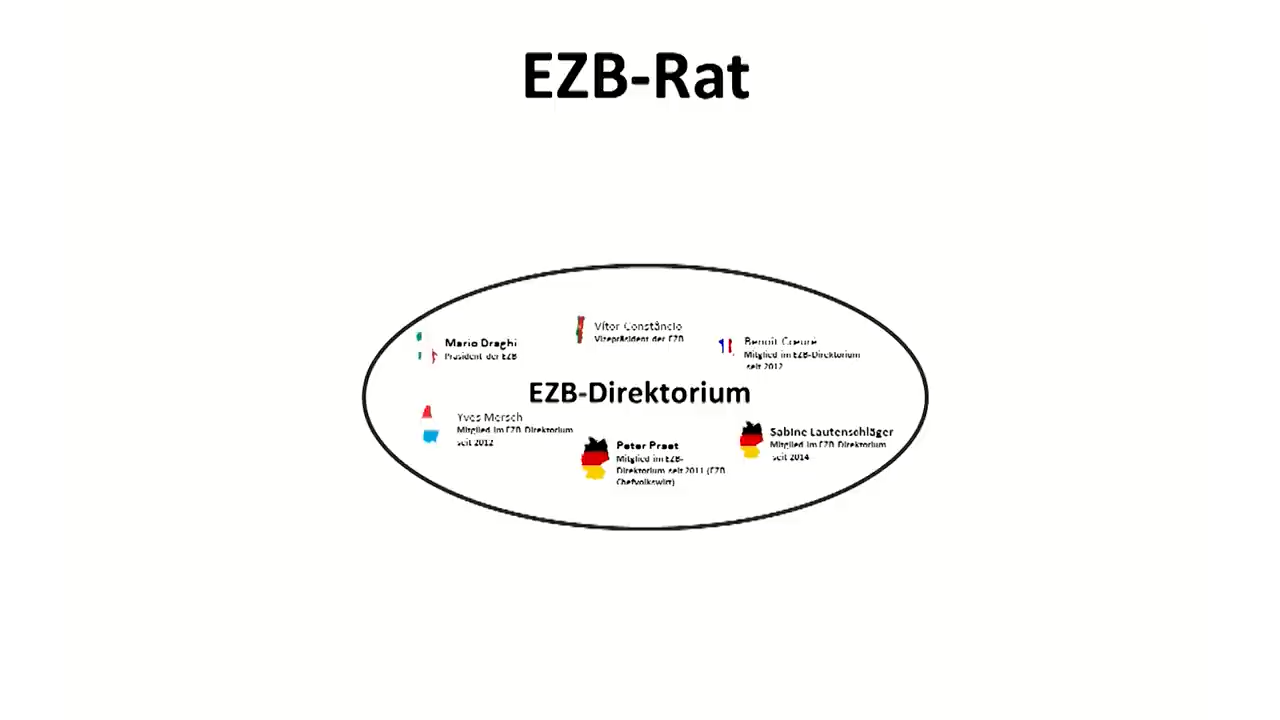 EZB-Rat
Mario Draghi
Präsident der EZB
Vítor Constâncio
Vizepräsident der EZB
Benoît Cœuré
Mitglied im EZB-Direktorium
seit 2012
EZB-Direktorium
Yves Mersch
Mitglied im EZB-Direktorium
seit 2012
Peter Praet
Mitglied im EZB-
Direktorium seit 2011 (EZB
Chefvolkswirt)
Sabine Lautenschläger
Mitglied im EZB-Direktorium
seit 2014